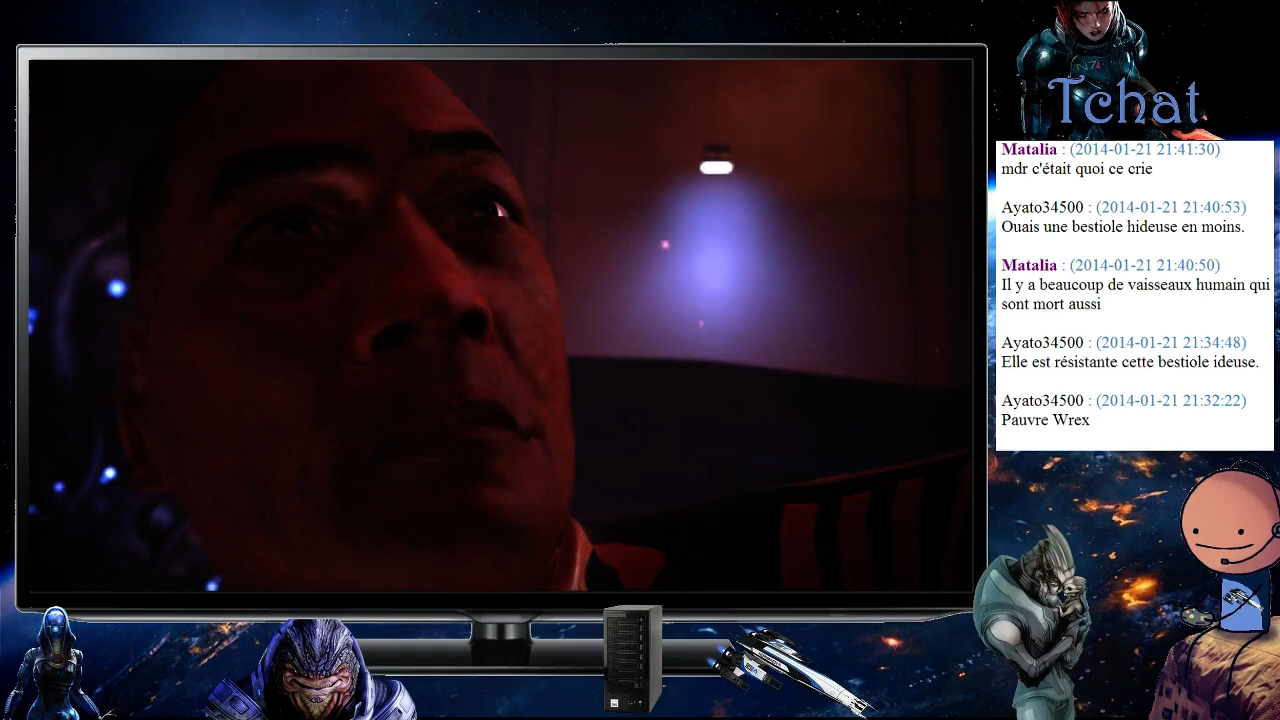 N7
Tchat
Matalia : (2014-01-21 21:41:30)
mdr c'était quoi ce crie
Ayato34500 : (2014-01-21 21:40:53)
Ouais une bestiole hideuse en moins.
Matalia : (2014-01-21 21:40:50)
Il y a beaucoup de vaisseaux humain qui
sont mort aussi
Ayato34500 : (2014-01-21 21:34:48)
Elle est résistante cette bestiole ideuse.
Ayato34500 : (2014-01-21 21:32:22)
Pauvre Wrex